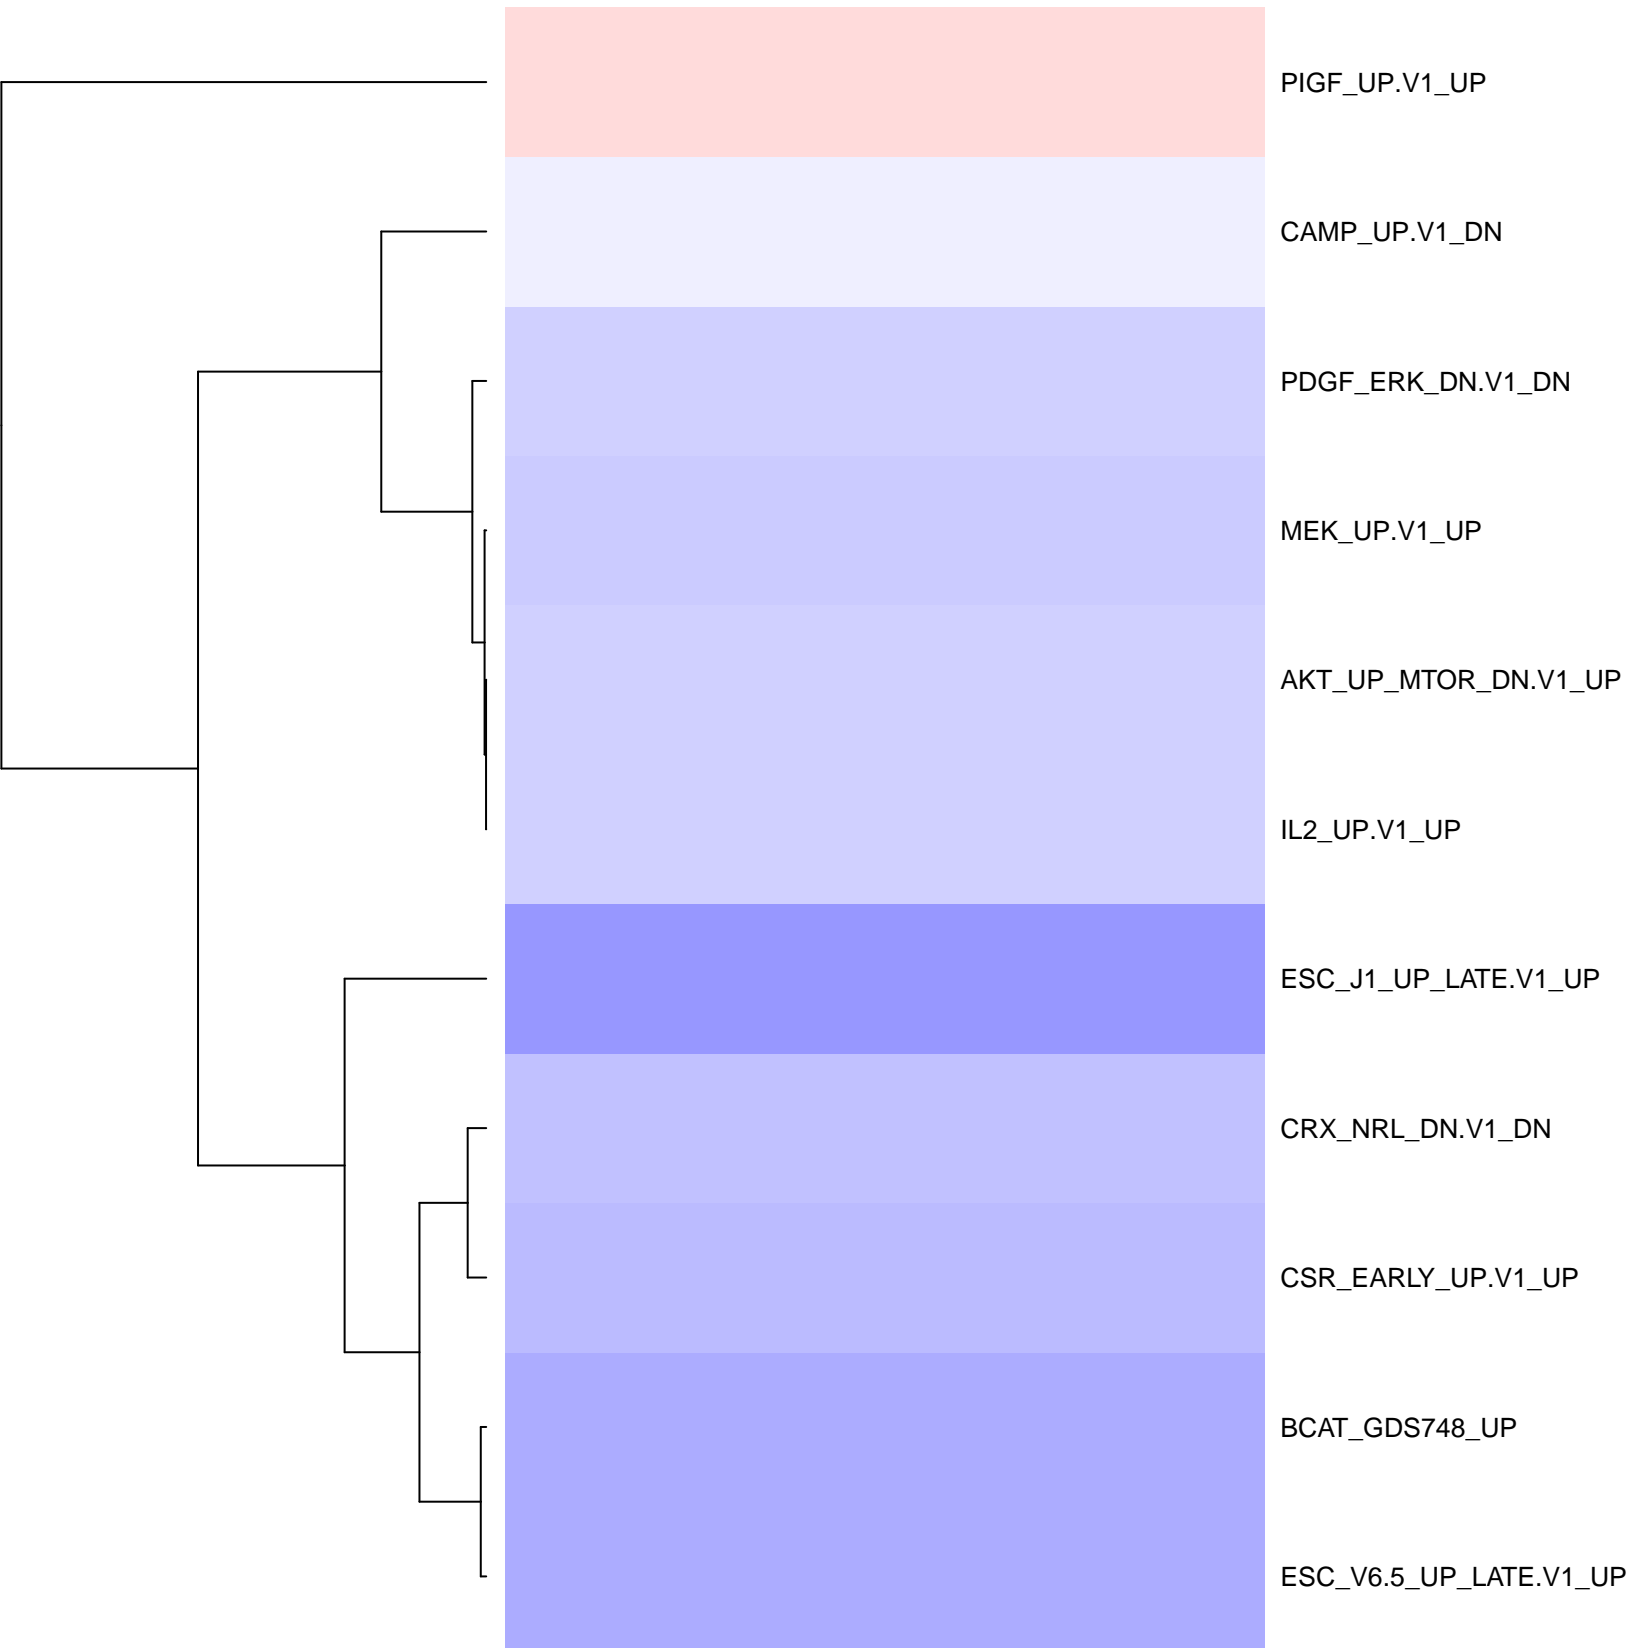 PIGF_UP.V1_UP
CAMP_UP.V1_DN
PDGF_ERK_DN.V1_DN
MEK_UP.V1_UP
AKT_UP_MTOR_DN.V1_UP
IL2_UP.V1_UP
ESC_J1_UP_LATE.V1_UP
CRX_NRL_DN.V1_DN
CSR_EARLY_UP.V1_UP
BCAT_GDS748_UP
ESC_V6.5_UP_LATE.V1_UP